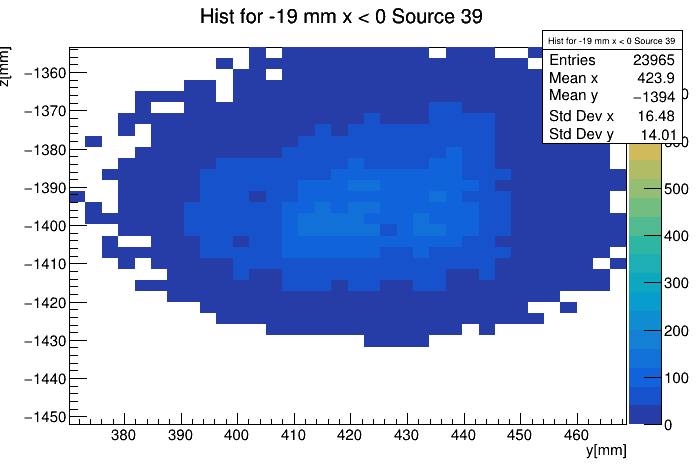 Hist for -19 mm x < 0 Source 39
Hist for -19 mm x < 0 Source 39
Entries 23965
Mean x 423.9
Mean y −1394
Std Dev x 16.48
Std Dev y 14.01
z[mm]
−1360
−1370
−1380
−1390
−1400
−1410
−1420
−1430
−1440
−1450
380 390 400 410 420 430 440 450 460
y[mm]
500
400
300
200
100
0